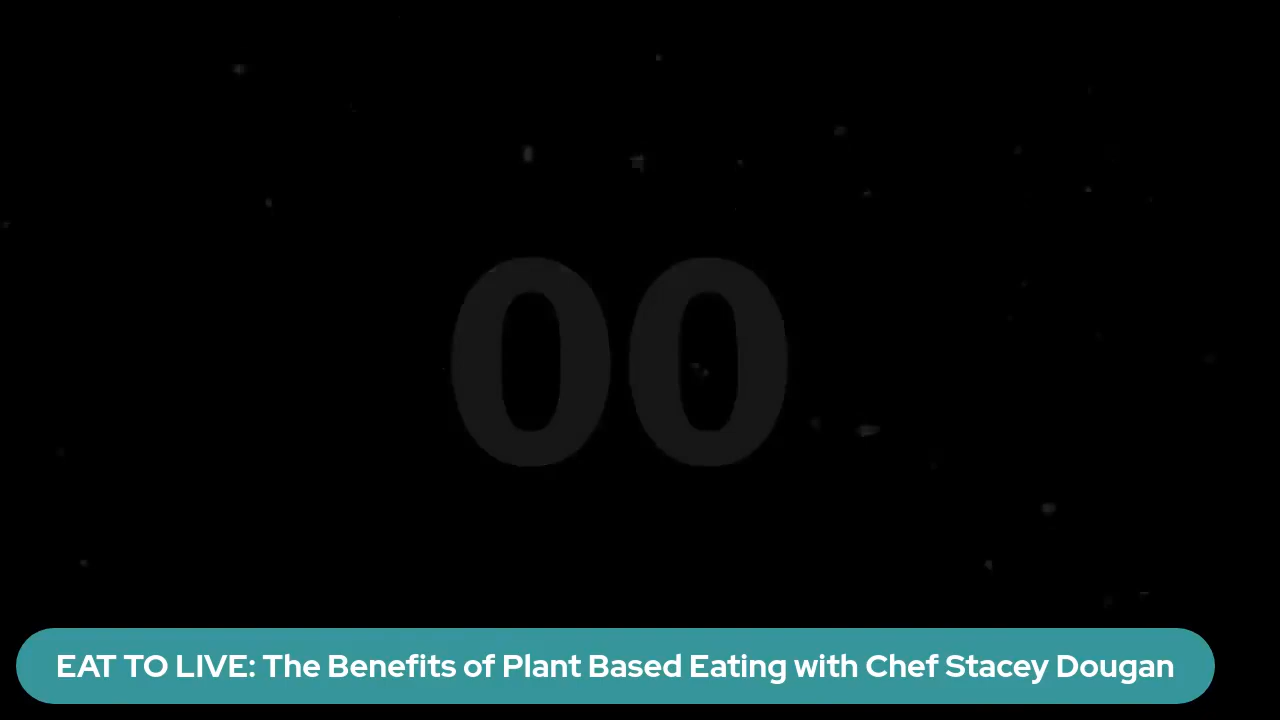 00
EAT TO LIVE: The Benefits of Plant Based Eating with Chef Stacey Dougan